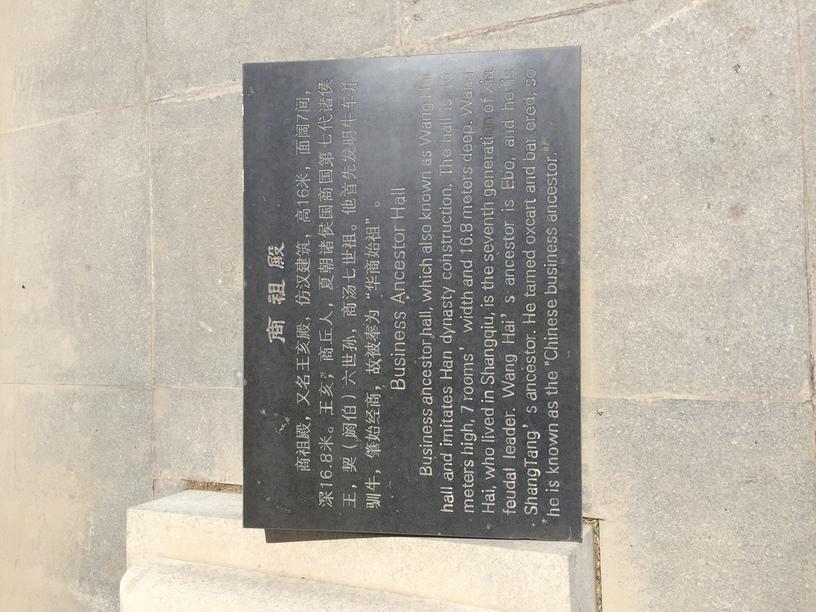 商祖殿
商祖殿，又名王亥殿，仿汉建筑，高16米，面阔7间，
深16.8米。王亥，商丘人，夏朝诸侯国商国第七代诸侯
王，契（阏伯）六世孙，商汤七世祖。他首先发明牛车并
驯牛，肇始经商，故被奉为“华商始祖”。
Business Ancestor Hall
Business ancestor hall, which also known as Wang Hai
hall and imitates Han dynasty construction. The hall is 16
meters high, 7 rooms' width and 16.8 meters deep. Wang
Hai, who lived in Shangqiu, is the seventh generation of Xia
feudal leader. Wang Hai's ancestor is Ebo, and he is
ShangTang's ancestor. He tamed oxcart and bartered, so
he is known as the "Chinese business ancestor."